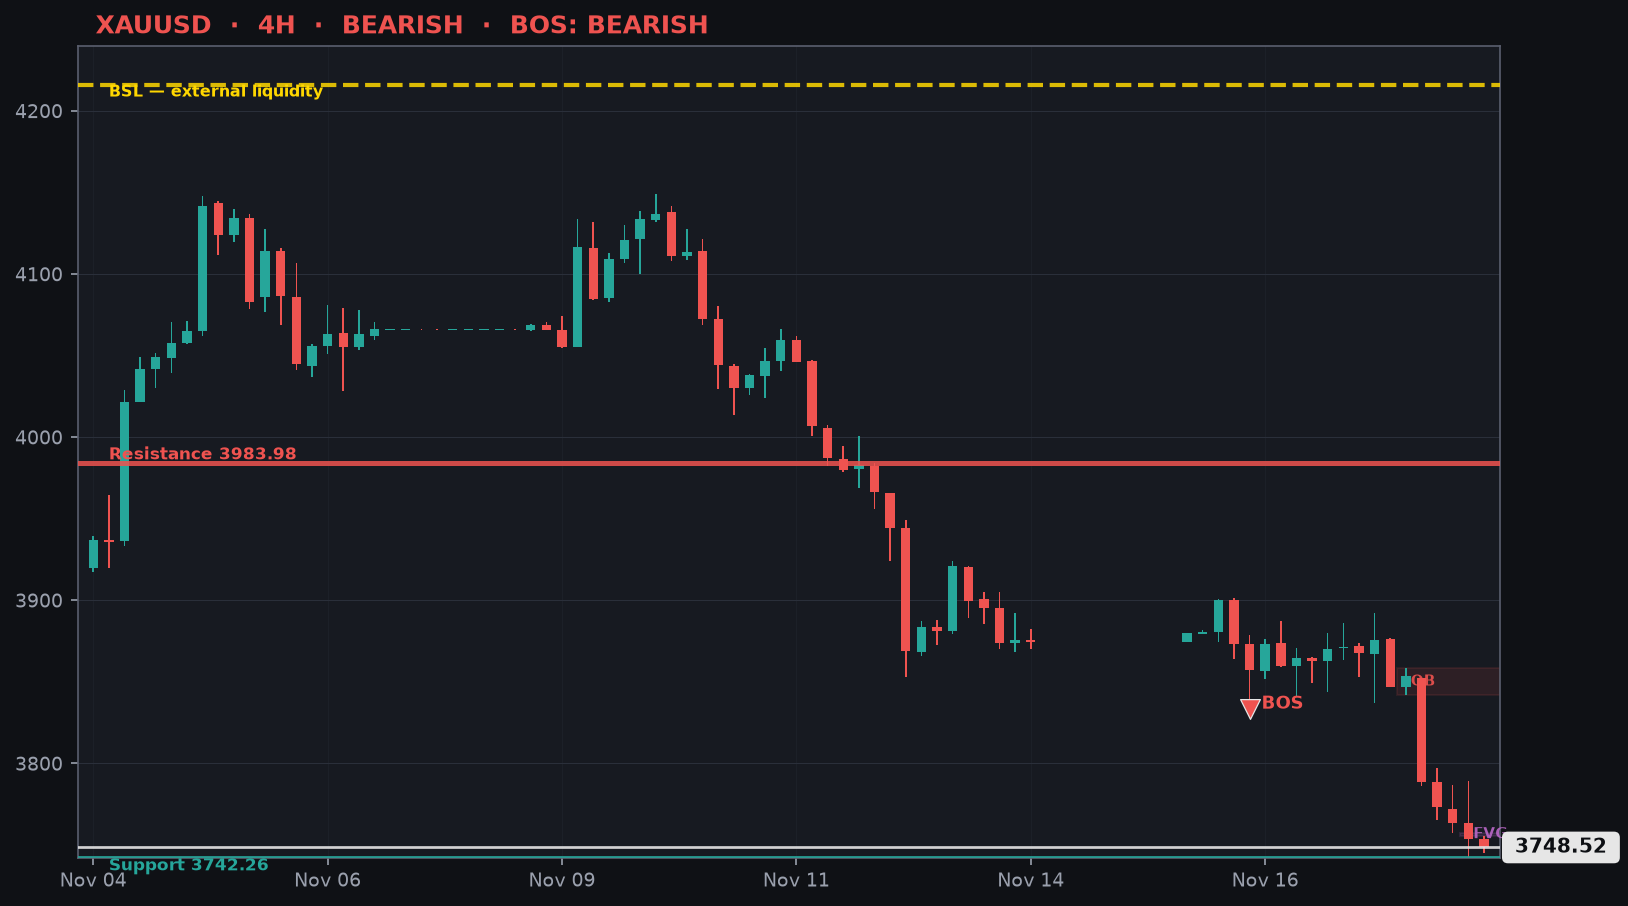 XAUUSD · 4H · BEARISH · BOS: BEARISH
BSL — external liquidity
4200
4100
4000
Resistance 3983.98
3900
OB
BOS
3800
FVG
3748.52
Support 3742.26
Nov 04
Nov 06
Nov 09
Nov 11
Nov 14
Nov 16